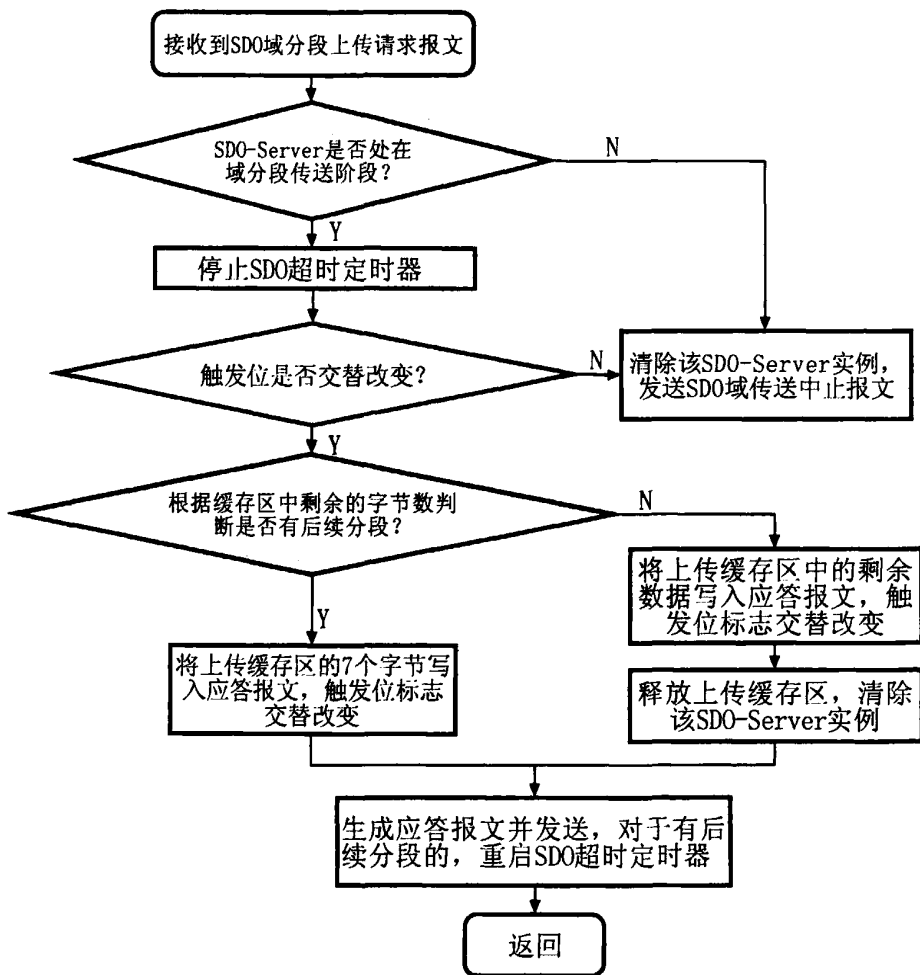 接收到SDO域分段上传请求报文
SDO-Server是否处在
域分段传送阶段？
N
Y
停止SDO超时定时器
触发位是否交替改变？
N
清除该SDO-Server实例，
发送SDO域传送中止报文
Y
根据缓存区中剩余的字节数判
断是否有后续分段？
N
Y
将上传缓存区中的剩余
数据写入应答报文，触
发位标志交替改变
将上传缓存区的7个字节写
入应答报文，触发位标志
交替改变
释放上传缓存区，清除
该SDO-Server实例
生成应答报文并发送，对于有后
续分段的，重启SDO超时定时器
返回